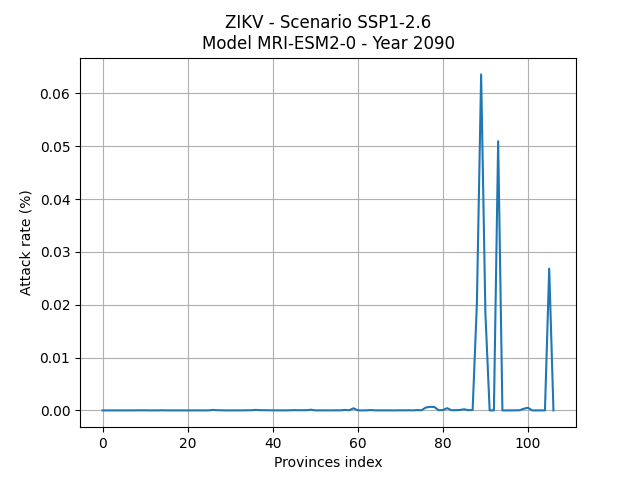 ZIKV - Scenario SSP1-2.6
Model MRI-ESM2-0 - Year 2090
0.06
0.05
0.04
0.03
0.02
0.01
0.00
Attack rate (%)
0 20 40 60 80 100
Provinces index